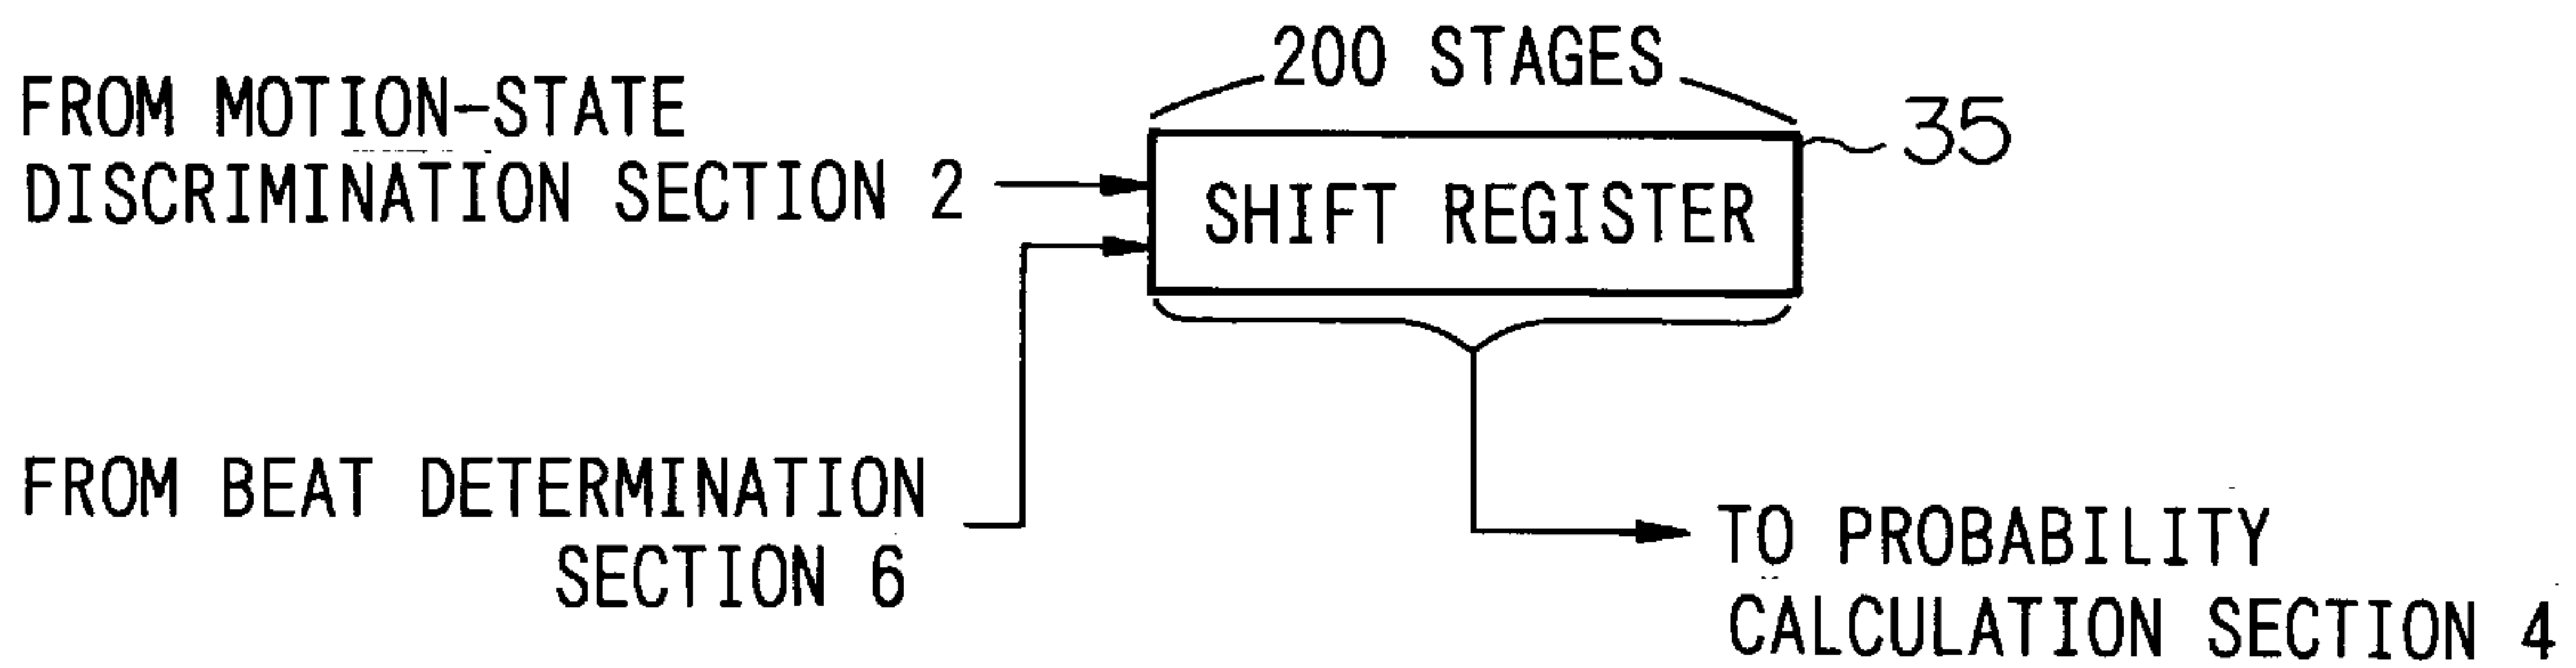 200 STAGES
FROM MOTION-STATE
DISCRIMINATION SECTION 2
35
SHIFT REGISTER
FROM BEAT DETERMINATION
SECTION 6
TO PROBABILITY
CALCULATION SECTION 4